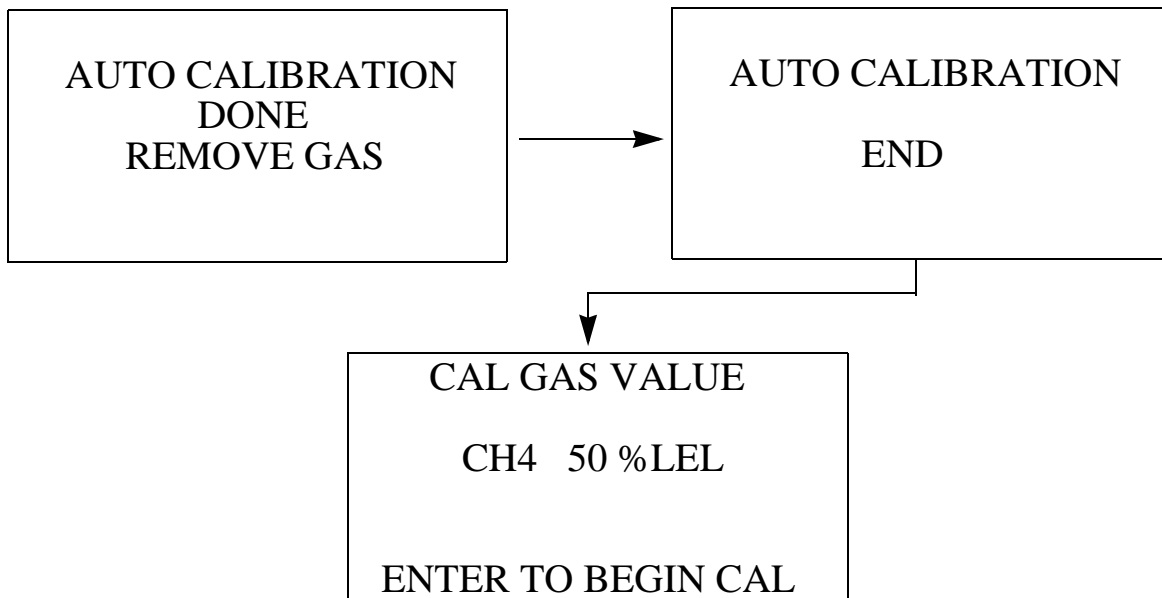 AUTO CALIBRATION
DONE
REMOVE GAS
AUTO CALIBRATION
END
CAL GAS VALUE
CH4 50 %LEL
ENTER TO BEGIN CAL